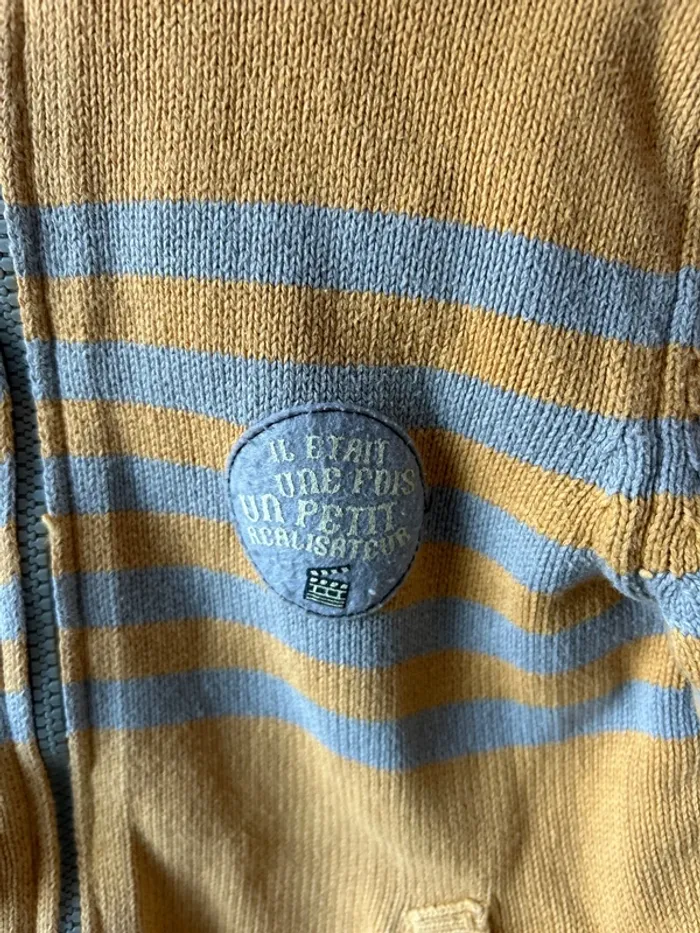 IL ETAIT
UNE FOIS
UN PETIT
REALISATEUR